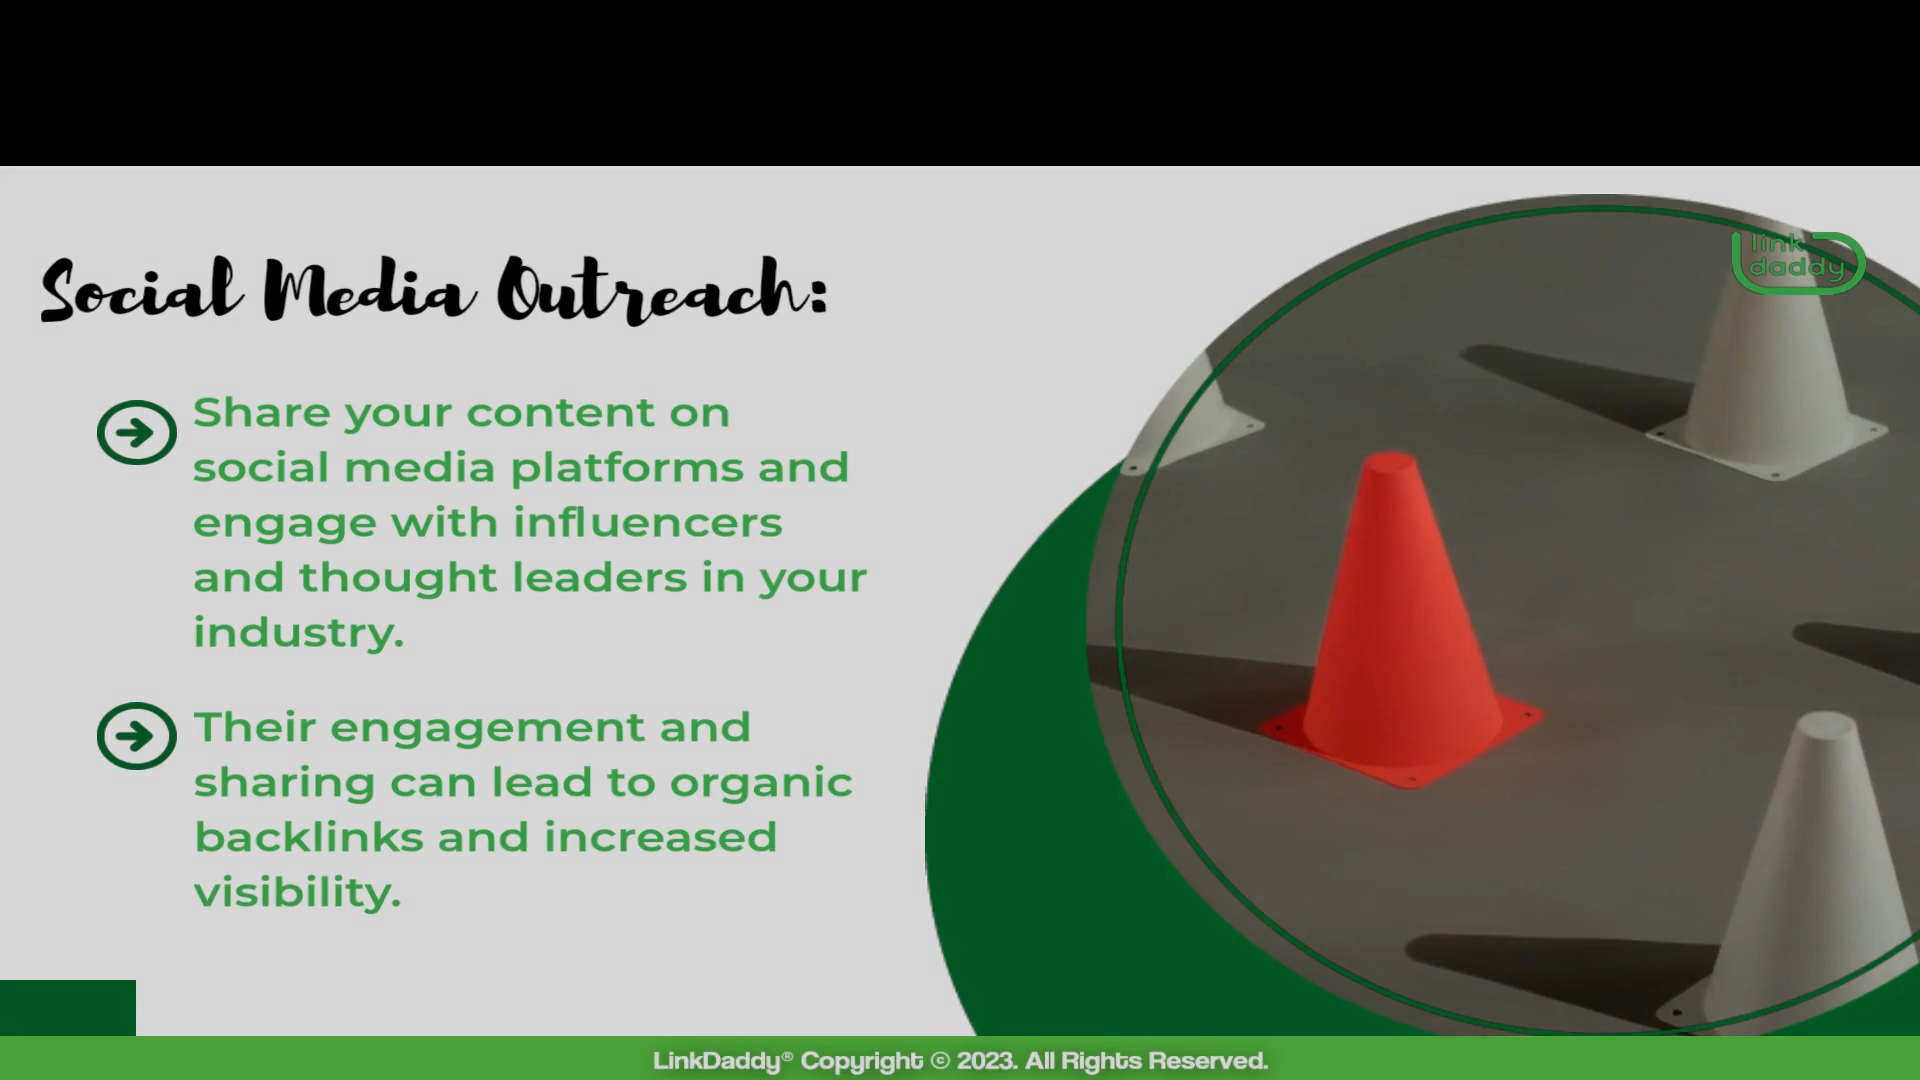 link
daddy
Social Media Outreach:
Share your content on
social media platforms and
engage with influencers
and thought leaders in your
industry.
Their engagement and
sharing can lead to organic
backlinks and increased
visibility.
LinkDaddy® Copyright © 2023. All Rights Reserved.